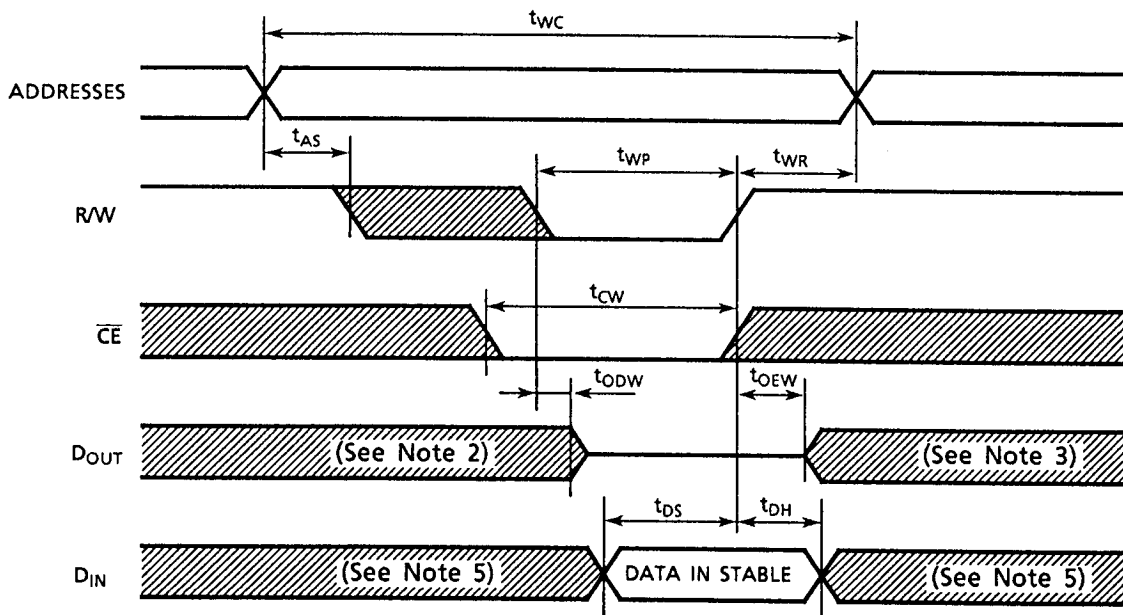 tWC
ADDRESSES
tAS
tWP
tWR
R/W
tCW
CE
tODW
tOEW
DOUT
(See Note 2)
(See Note 3)
tDS
tDH
DIN
(See Note 5)
DATA IN STABLE
(See Note 5)